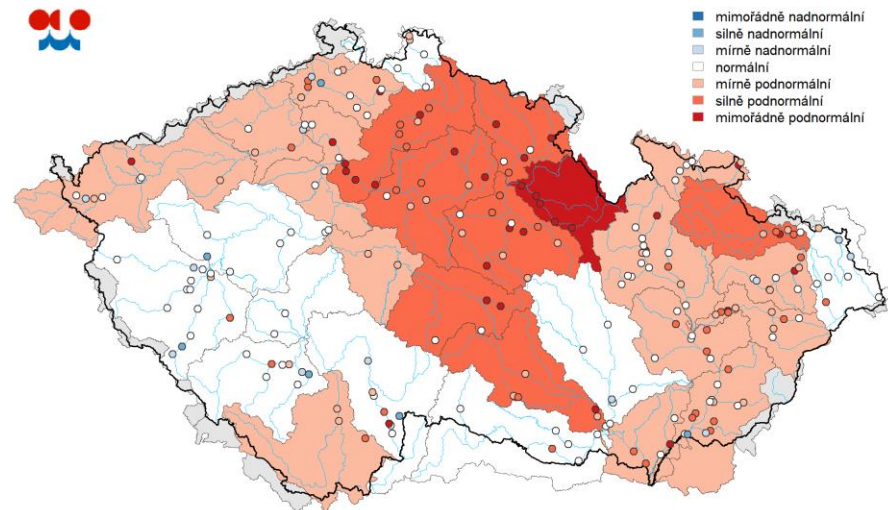 mimořádně nadnormální
silně nadnormální
mírně nadnormální
normální
mírně podnormální
silně podnormální
mimořádně podnormální